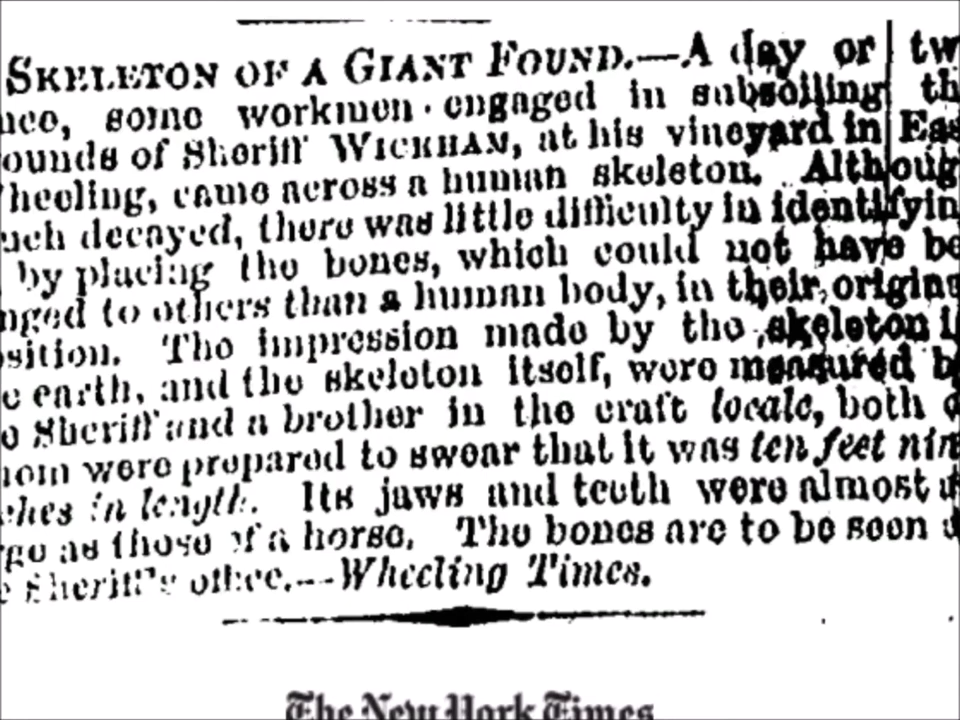 SKELETON OF A GIANT FOUND.—A day or tw
nce, some workmen engaged in subsoiling th
ounds of Sheriff WICKHAM, at his vineyard in Eas
heeling, came across a human skeleton. Althoug
uch decayed, there was little difficulty in identifyin
by placing the bones, which could not have be
nged to others than a human body, in their origina
sition. The impression made by the skeleton i
e earth, and the skeleton itself, were measured b
e Sheriff and a brother in the craft locale, both o
hom were prepared to swear that it was ten feet nin
ches in length. Its jaws and teeth were almost a
rge as those of a horse. The bones are to be seen a
e Sheriff's office.—Wheeling Times.
The New York Times